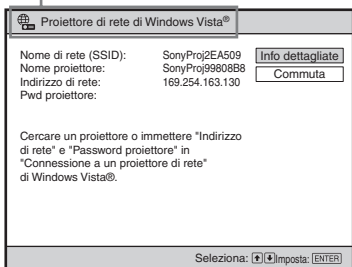 Proiettore di rete di Windows Vista®
Nome di rete (SSID): SonyProj2EA509
Nome proiettore: SonyProj99808B8
Indirizzo di rete: 169.254.163.130
Pwd proiettore:
Info dettagliate
Commuta
Cercare un proiettore o immettere "Indirizzo
di rete" e "Password proiettore" in
"Connessione a un proiettore di rete"
di Windows Vista®.
Seleziona: Imposta: ENTER